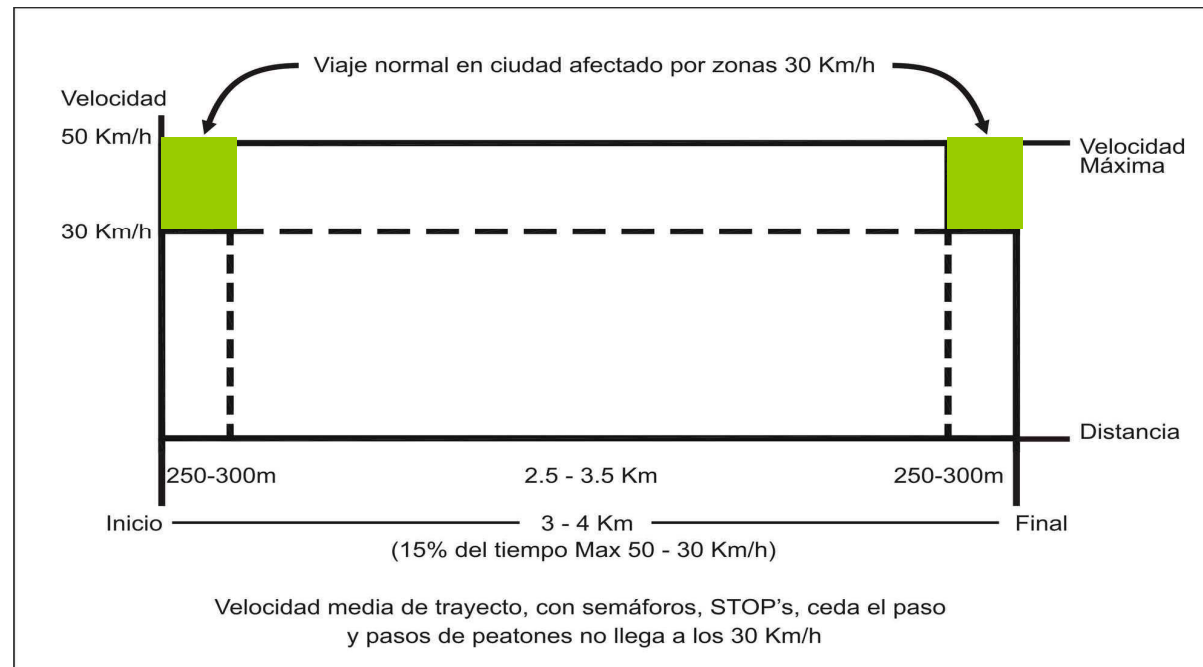 Viaje normal en ciudad afectado por zonas 30 Km/h
Velocidad
50 Km/h
Velocidad
Máxima
30 Km/h
Distancia
250-300m
2.5 - 3.5 Km
250-300m
Inicio
3 - 4 Km
Final
(15% del tiempo Max 50 - 30 Km/h)
Velocidad media de trayecto, con semáforos, STOP's, ceda el paso
y pasos de peatones no llega a los 30 Km/h